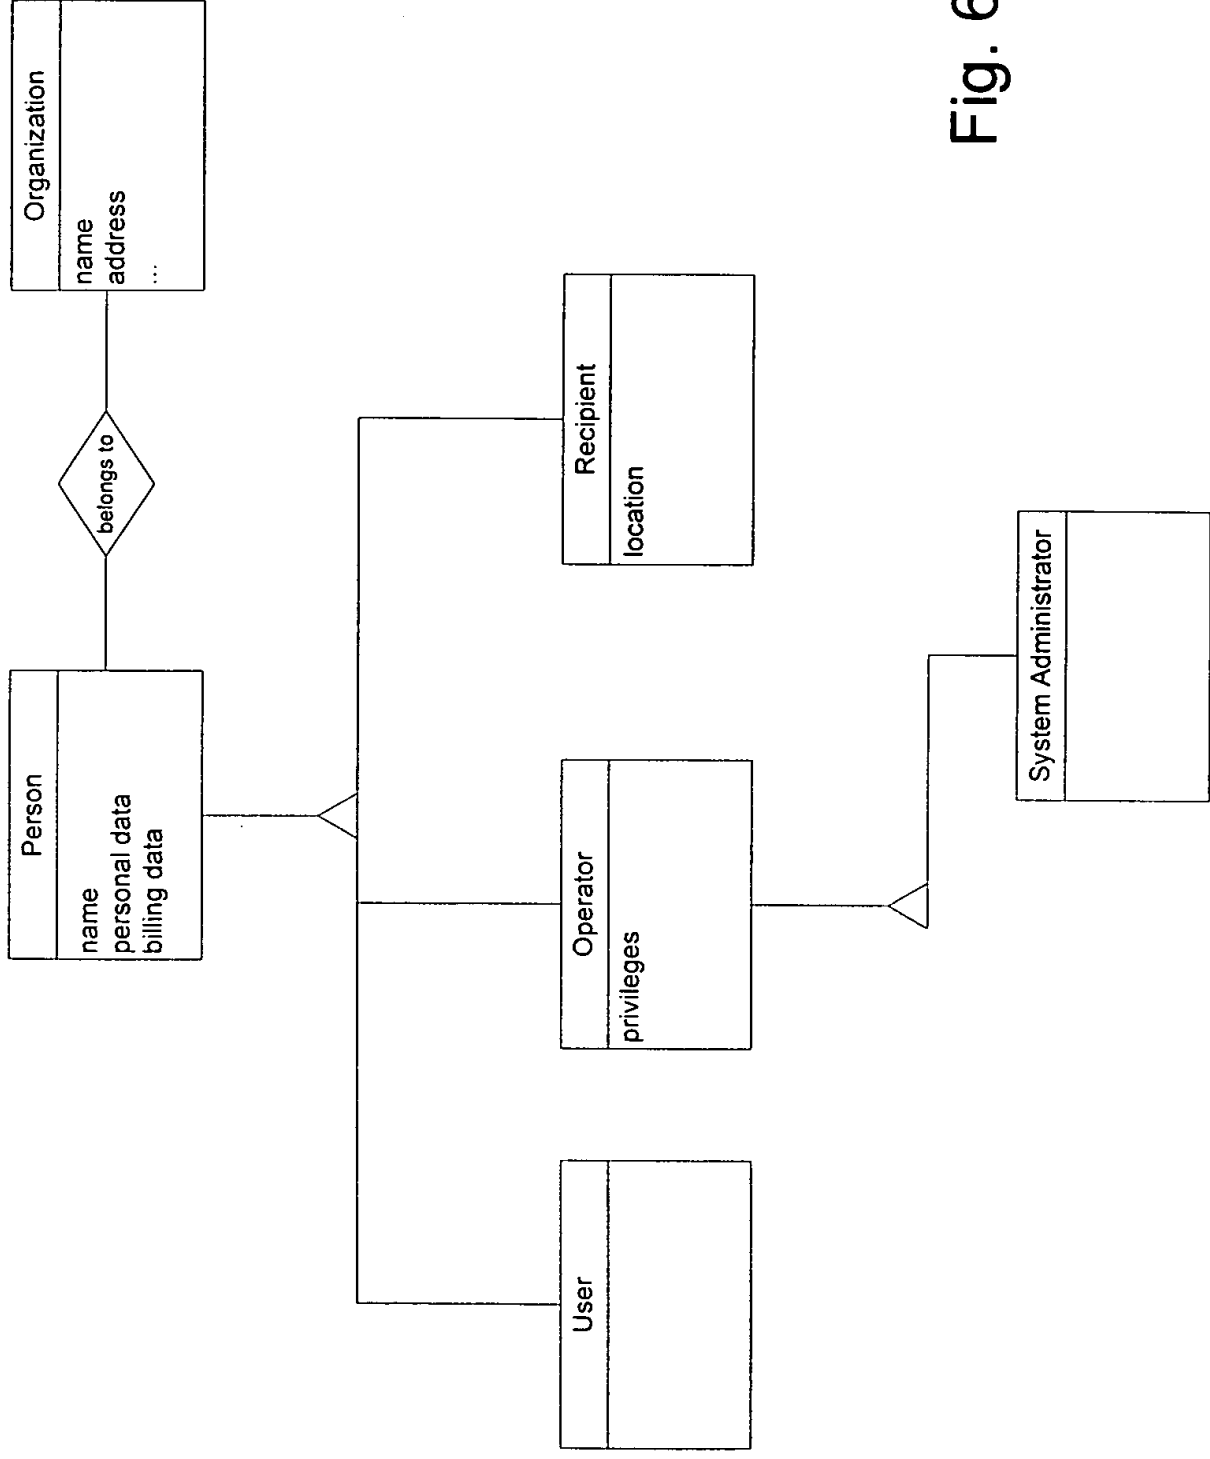 Person
name
personal data
billing data
belongs to
Organization
name
address
...
User
Operator
privileges
Recipient
location
System Administrator
Fig. 6